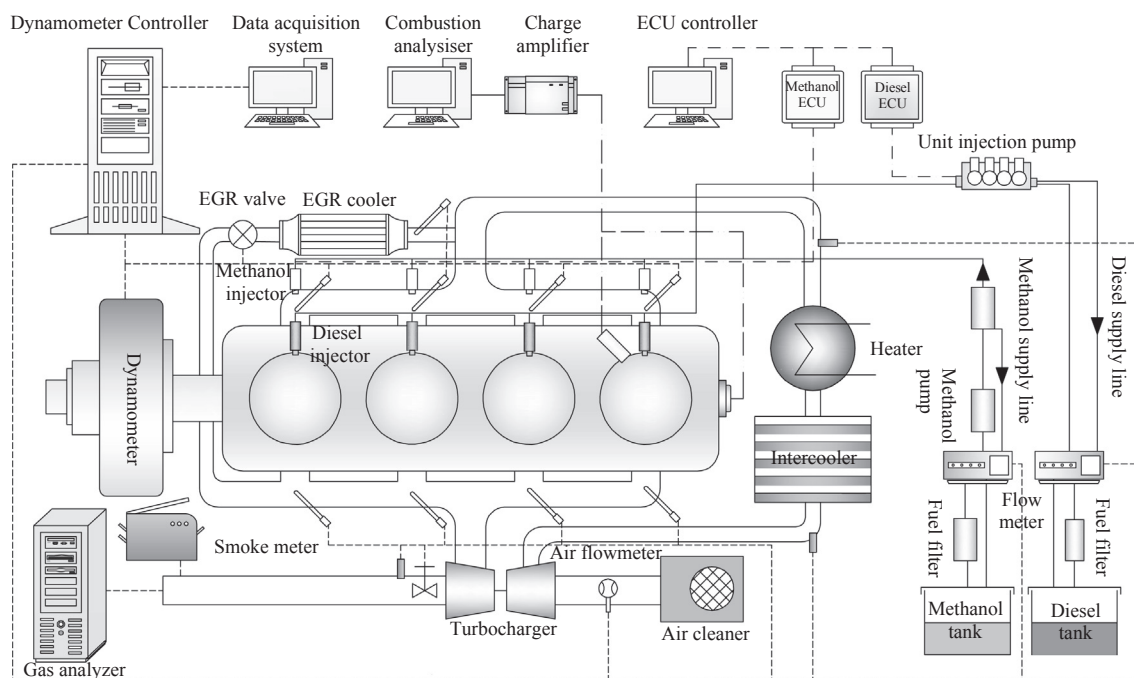 Dynamometer Controller
Data acquisition
system
Combustion
analysiser
Charge
amplifier
ECU controller
Methanol
ECU
Diesel
ECU
Unit injection pump
EGR valve
EGR cooler
Methanol
injector
Diesel
injector
Dynamometer
Heater
Intercooler
Methanol
pump
Methanol supply line
Diesel supply line
Smoke meter
Air flowmeter
Flow
meter
Fuel filter
Fuel filter
Turbocharger
Air cleaner
Methanol
tank
Diesel
tank
Gas analyzer